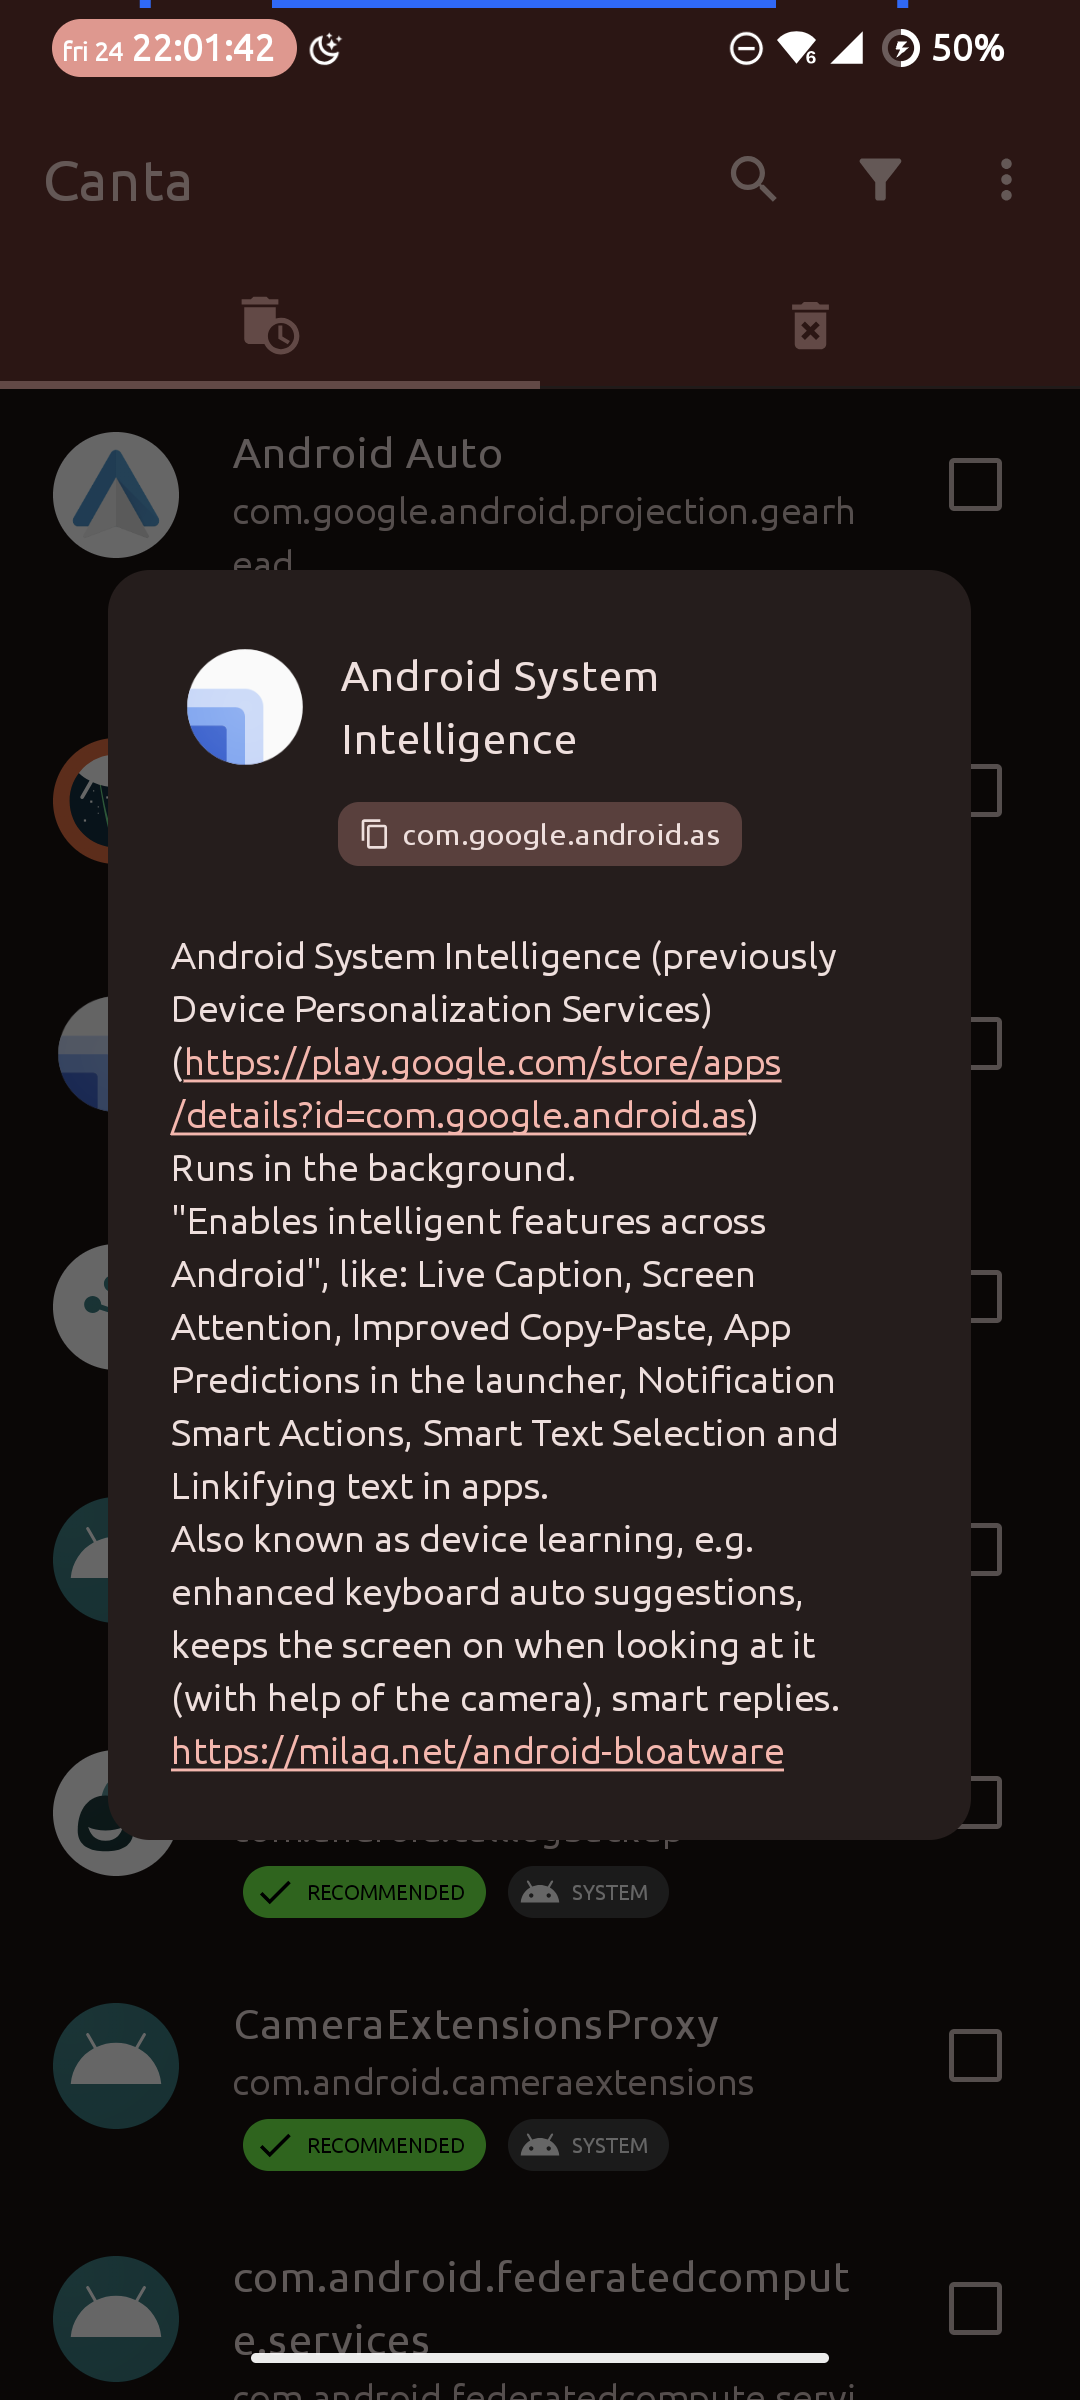 fri 24 22:01:42
6
50%
Canta
Android Auto
com.google.android.projection.gearh
ead
Android System
Intelligence
com.google.android.as
Android System Intelligence (previously
Device Personalization Services)
(https://play.google.com/store/apps
/details?id=com.google.android.as)
Runs in the background.
"Enables intelligent features across
Android", like: Live Caption, Screen
Attention, Improved Copy-Paste, App
Predictions in the launcher, Notification
Smart Actions, Smart Text Selection and
Linkifying text in apps.
Also known as device learning, e.g.
enhanced keyboard auto suggestions,
keeps the screen on when looking at it
(with help of the camera), smart replies.
https://milaq.net/android-bloatware
RECOMMENDED
SYSTEM
CameraExtensionsProxy
com.android.cameraextensions
RECOMMENDED
SYSTEM
com.android.federatedcomput
e.services
com.android.federatedcompute.servi